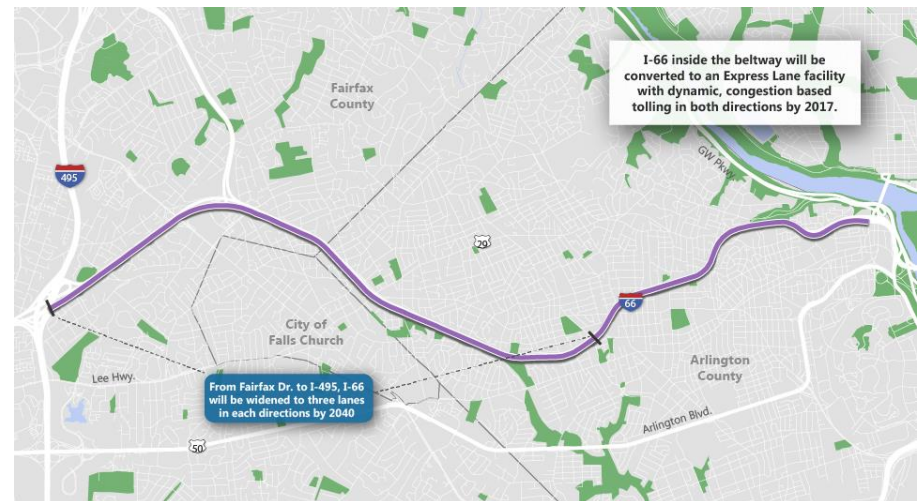 I-66 inside the beltway will be
converted to an Express Lane facility
with dynamic, congestion based
tolling in both directions by 2017.
Fairfax
County
GW Pkwy.
495
29
66
City of
Falls Church
Arlington
County
Lee Hwy.
From Fairfax Dr. to I-495, I-66
will be widened to three lanes
in each directions by 2040
Arlington Blvd.
50